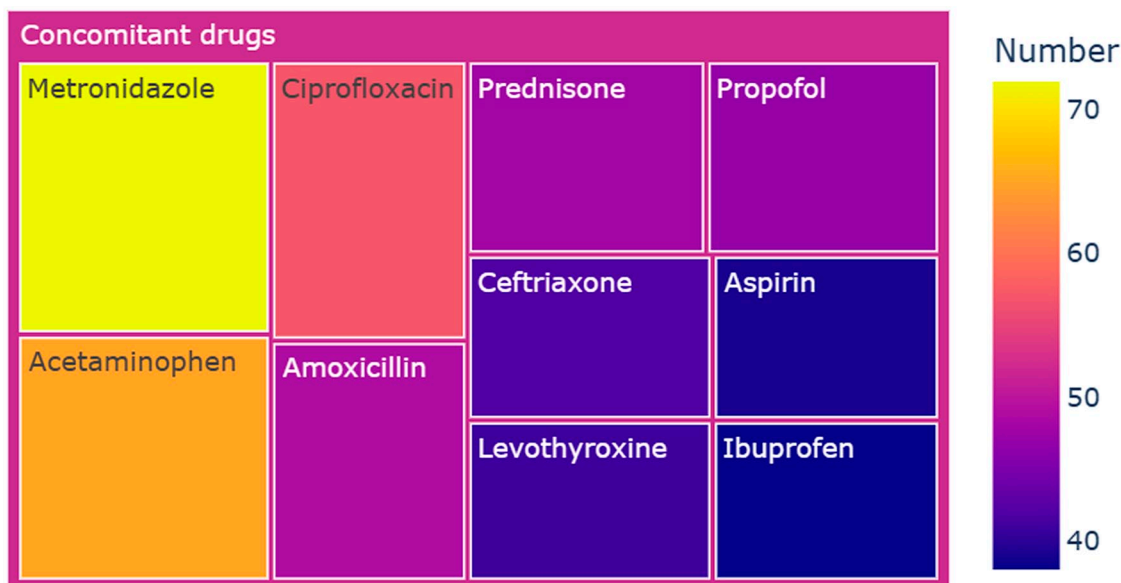 Concomitant drugs
Metronidazole
Ciprofloxacin
Prednisone
Propofol
Ceftriaxone
Aspirin
Acetaminophen
Amoxicillin
Levothyroxine
Ibuprofen
Number
70
60
50
40